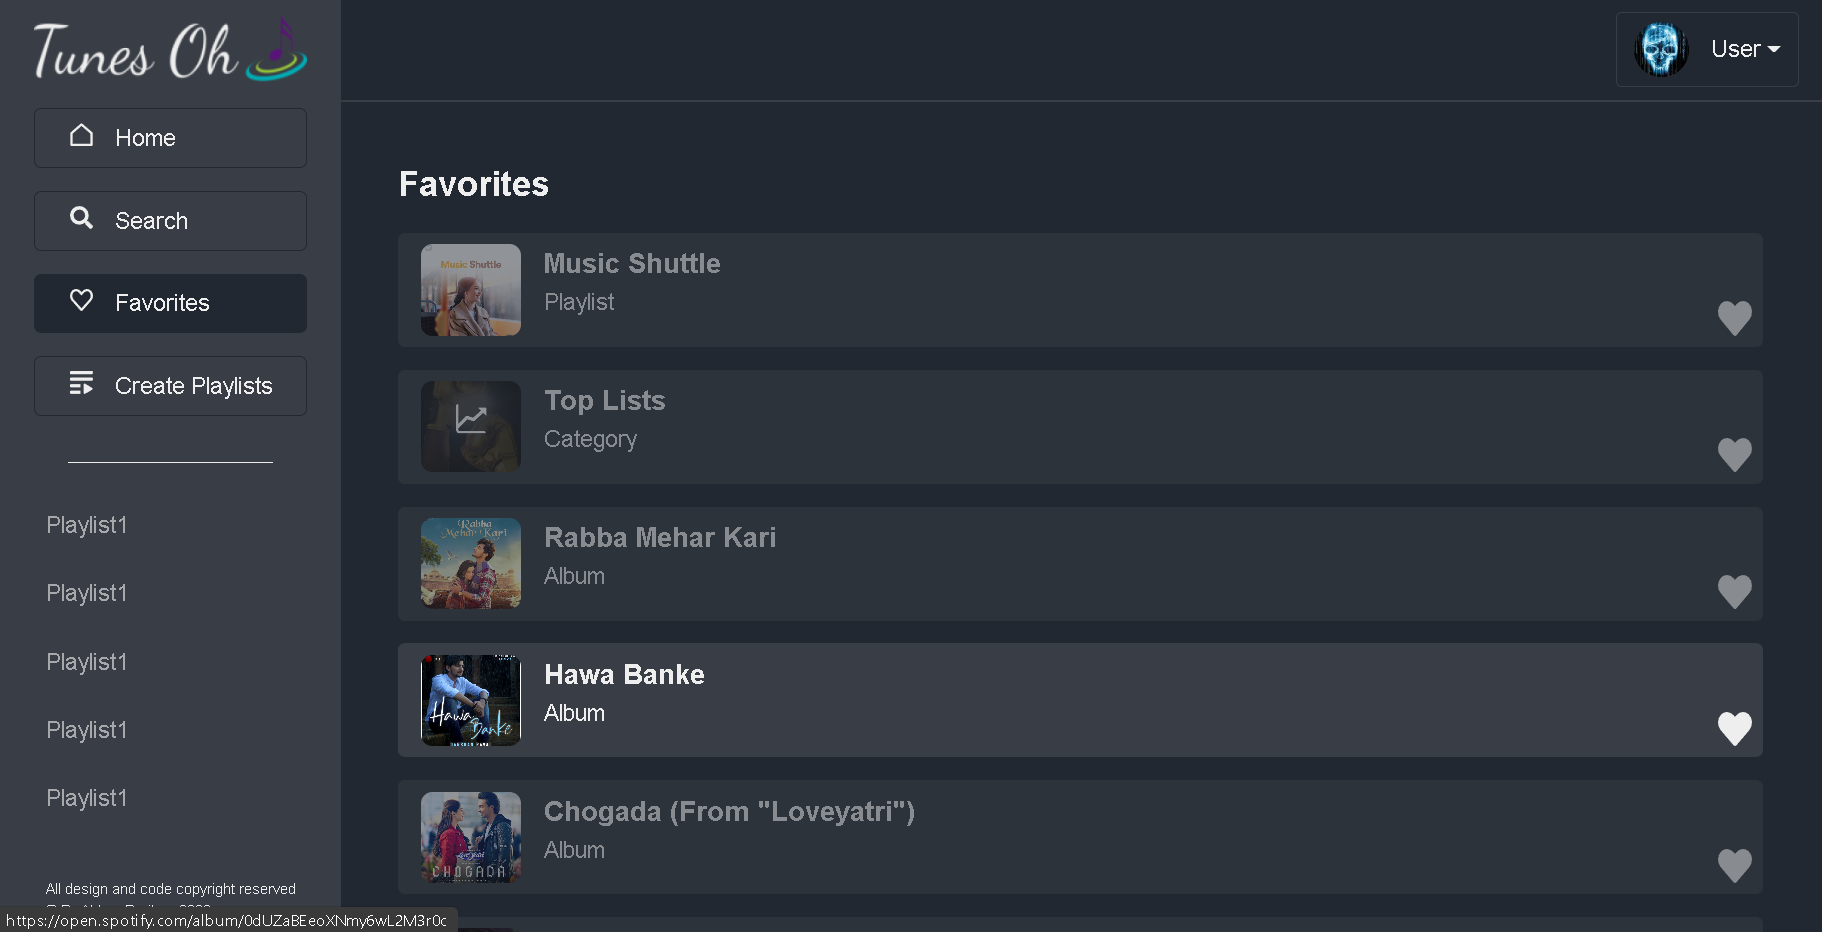 Tunes Oh
User
Home
Search
Favorites
Create Playlists
Playlist1
Playlist1
Playlist1
Playlist1
Playlist1
All design and code copyright reserved
https://open.spotify.com/album/0dUZaBEeoXNmy6wL2M3r0c
Favorites
Music Shuttle
Music Shuttle
Playlist
Top Lists
Category
Rabba
Mehar Kari
Rabba Mehar Kari
Album
Hawa
Banke
Hawa Banke
Album
CHOGADA
Chogada (From "Loveyatri")
Album